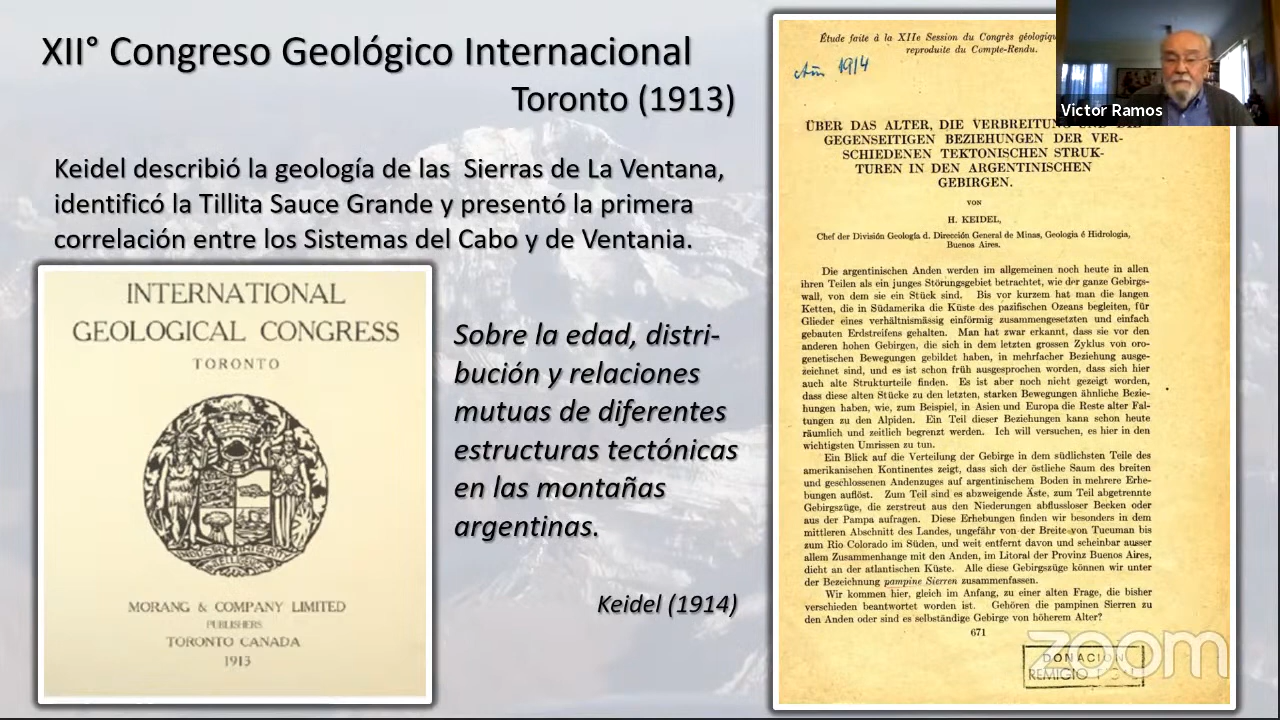 XII° Congreso Geológico Internacional
Toronto (1913)
Keidel describió la geología de las Sierras de La Ventana,
identificó la Tillita Sauce Grande y presentó la primera
correlación entre los Sistemas del Cabo y de Ventania.
INTERNATIONAL
GEOLOGICAL CONGRESS
TORONTO
MORANG & COMPANY LIMITED
PUBLISHERS
TORONTO CANADA
1913
Sobre la edad, distri-
bución y relaciones
mutuas de diferentes
estructuras tectónicas
en las montañas
argentinas.
Keidel (1914)
Étude faite à la XIIe Session du Congrès
reproduite du Compte-Rendu.
1914
Victor Ramos
ÜBER DAS ALTER, DIE VERBREITUNG UND DIE
GEGENSEITIGEN BEZIEHUNGEN DER VER-
SCHIEDENEN TEKTONISCHEN STRUK-
TUREN IN DEN ARGENTINISCHEN
GEBIRGEN.
VON
H. KEIDEL,
Chef der División Geología d. Dirección General de Minas, Geologia é Hidrologia,
Buenos Aires.
Die argentinischen Anden werden im allgemeinen noch heute in allen
ihren Teilen als ein junges Störungsgebiet betrachtet, wie der ganze Gebirgs-
wall, von dem sie ein Stück sind. Bis vor kurzem hat man die langen
Ketten, die in Südamerika die Küste des pazifischen Ozeans begleiten, für
Glieder eines verhältnismässig einförmig zusammengesetzten und einfach
gebauten Erdstreifens gehalten. Man hat zwar erkannt, dass sie vor den
anderen hohen Gebirgen, die sich in dem letzten grossen Zyklus von oro-
genetischen Bewegungen gebildet haben, in mehrfacher Beziehung ausge-
zeichnet sind, und es ist schon früh ausgesprochen worden, dass sich hier
auch alte Strukturteile finden. Es ist aber noch nicht gezeigt worden,
dass diese alten Stücke zu den letzten, starken Bewegungen ähnliche Bezie-
hungen haben, wie, zum Beispiel, in Asien und Europa die Reste alter Fal-
tungen zu den Alpiden. Ein Teil dieser Beziehungen kann schon heute
räumlich und zeitlich begrenzt werden. Ich will versuchen, es hier in den
wichtigsten Umrissen zu tun.
Ein Blick auf die Verteilung der Gebirge in dem südlichsten Teile des
amerikanischen Kontinentes zeigt, dass sich der östliche Saum des breiten
und geschlossenen Andenzuges auf argentinischem Boden in mehrere Erhe-
bungen auflöst. Zum Teil sind es abzweigende Äste, zum Teil abgetrennte
Gebirgszüge, die zerstreut aus den Niederungen abflussloser Becken oder
aus der Pampa aufragen. Diese Erhebungen finden wir besonders in dem
mittleren Abschnitt des Landes, ungefähr von der Breite von Tucuman bis
zum Rio Colorado im Süden, und weit entfernt davon und scheinbar ausser
allem Zusammenhange mit den Anden, im Litoral der Provinz Buenos Aires,
dicht an der atlantischen Küste. Alle diese Gebirgszüge können wir unter
der Bezeichnung pampine Sierren zusammenfassen.
Wir kommen hier, gleich im Anfang, zu einer alten Frage, die bisher
verschieden beantwortet worden ist. Gehören die pampinen Sierren zu
den Anden oder sind es selbständige Gebirge von höherem Alter?
671
zoom
DONACION
REMIGIO